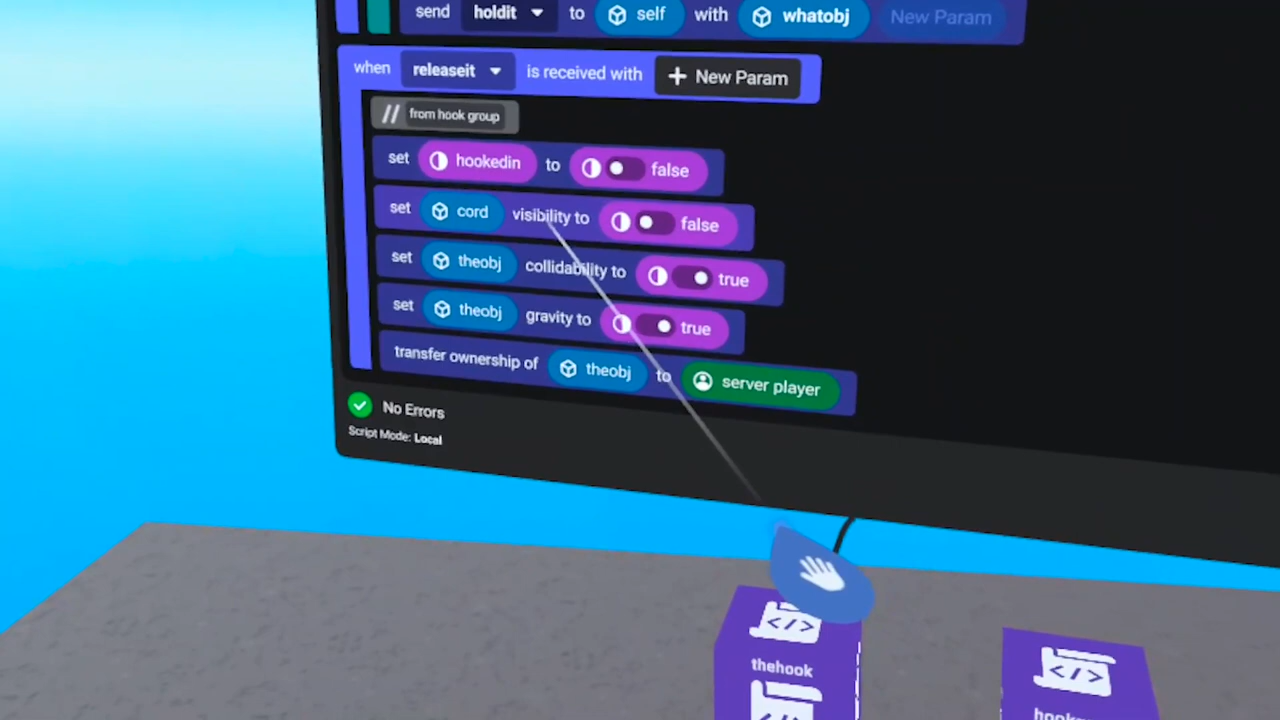 send holdit to self with whatobj New Param
when releaseit is received with + New Param
// from hook group
set hookedin to false
set cord visibility to false
set theobj collidability to true
set theobj gravity to true
transfer ownership of theobj to server player
No Errors
Script Mode: Local
</>
thehook
</>
</>